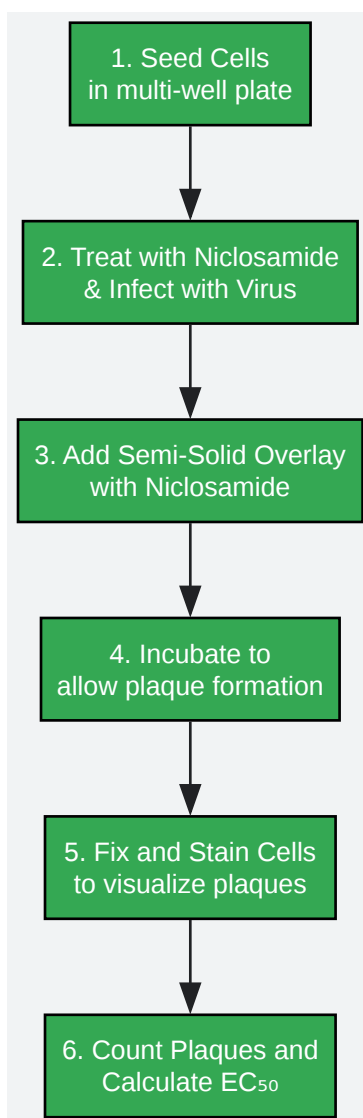 1. Seed Cells
in multi-well plate
2. Treat with Niclosamide
& Infect with Virus
3. Add Semi-Solid Overlay
with Niclosamide
4. Incubate to
allow plaque formation
5. Fix and Stain Cells
to visualize plaques
6. Count Plaques and
Calculate EC₅₀